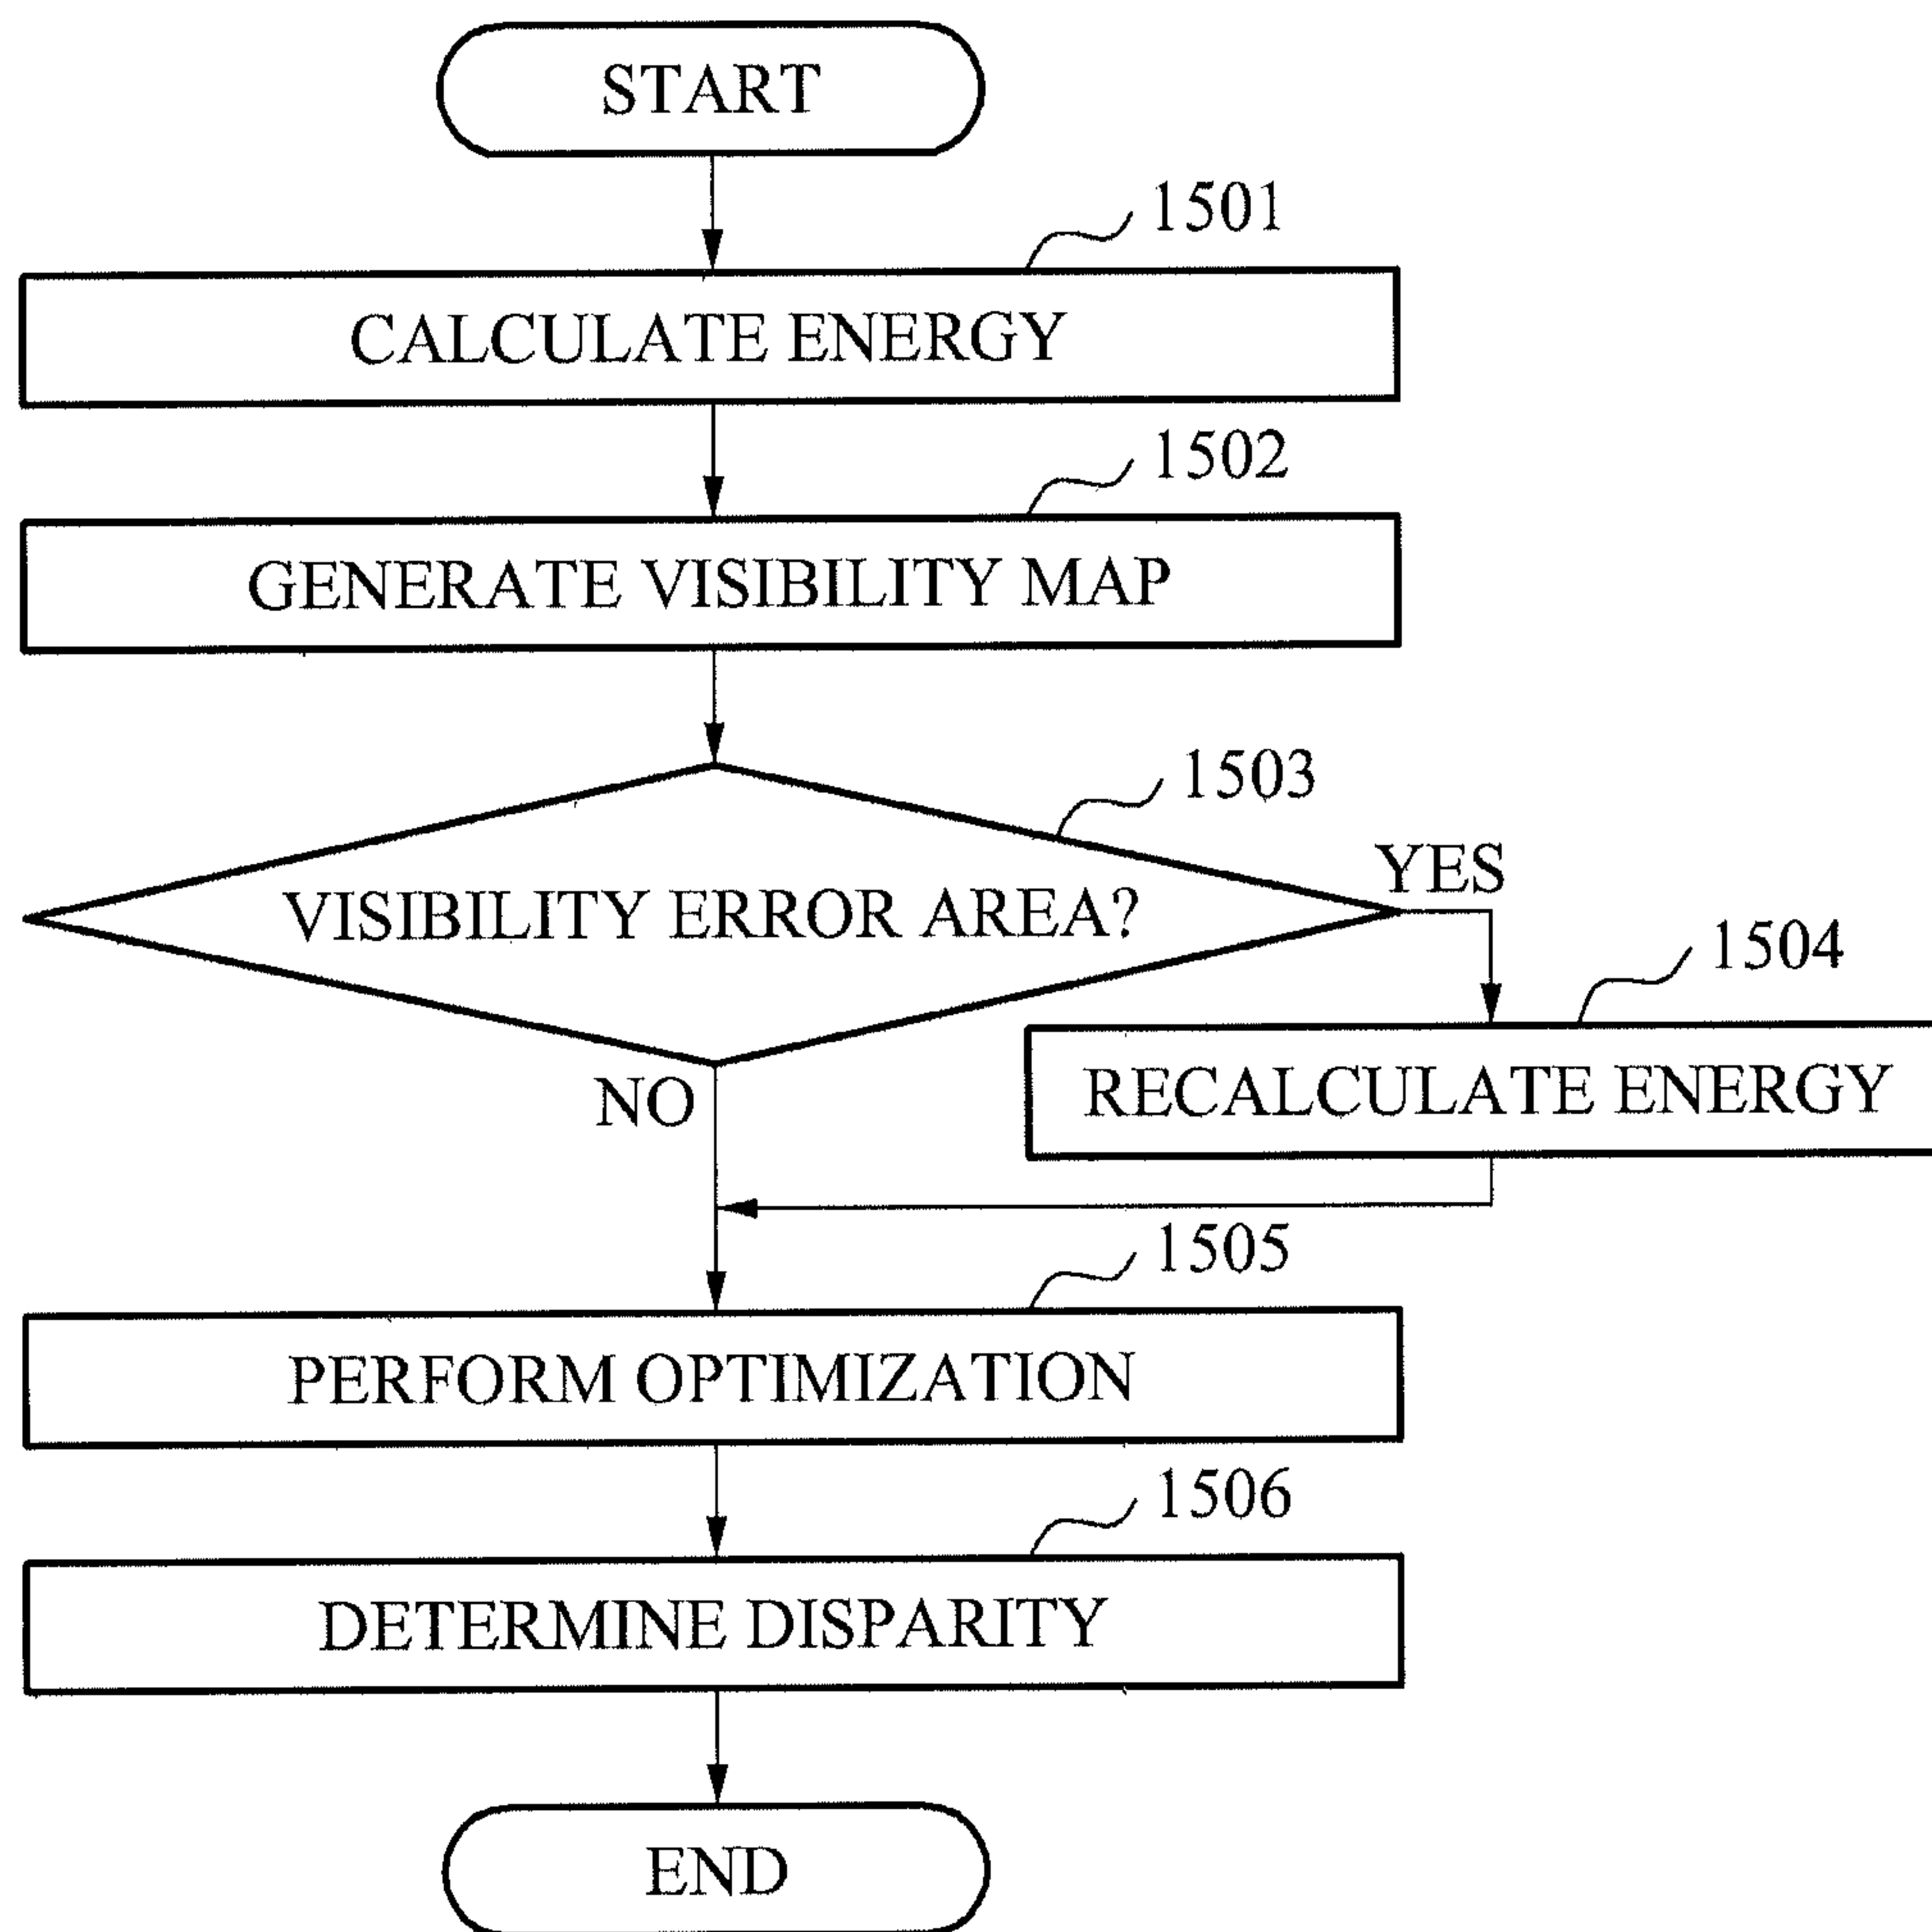 START
1501
CALCULATE ENERGY
1502
GENERATE VISIBILITY MAP
1503
VISIBILITY ERROR AREA?
YES
1504
RECALCULATE ENERGY
NO
1505
PERFORM OPTIMIZATION
1506
DETERMINE DISPARITY
END